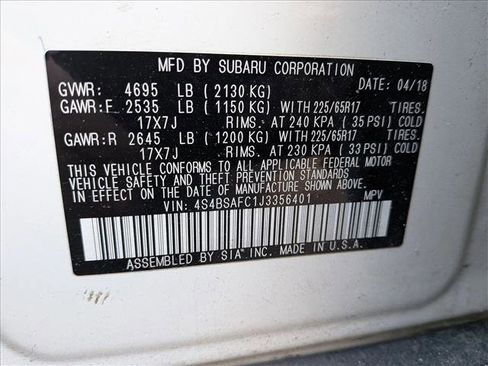 MFD BY SUBARU CORPORATION DATE: 04/18
GVWR: 4695 LB ( 2130 KG)
GAWR:F 2535 LB ( 1150 KG) WITH 225/65R17 TIRES.
17X7J RIMS. AT 240 KPA ( 35 PSI) COLD
GAWR:R 2645 LB ( 1200 KG) WITH 225/65R17 TIRES.
17X7J RIMS. AT 230 KPA ( 33 PSI) COLD
THIS VEHICLE CONFORMS TO ALL APPLICABLE FEDERAL MOTOR
VEHICLE SAFETY AND THEFT PREVENTION STANDARDS IN
EFFECT ON THE DATE OF MANUFACTURE SHOWN ABOVE.
VIN: 4S4BSAFC1J3356401 MPV
ASSEMBLED BY SIA, INC. MADE IN U.S.A.